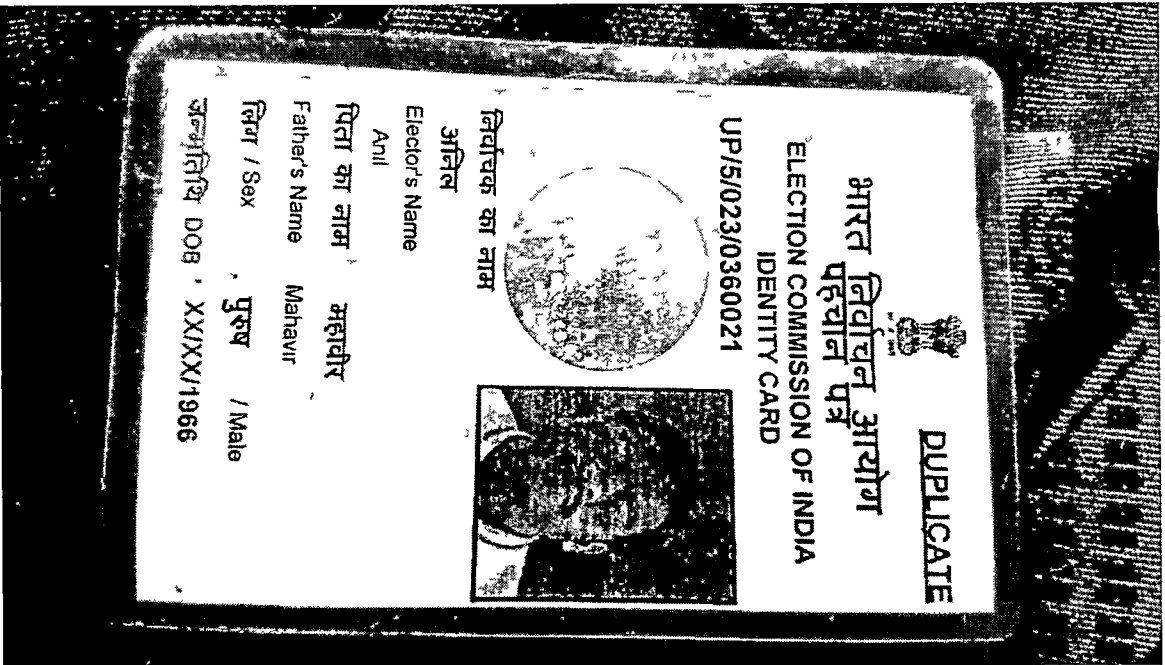 DUPLICATE
भारत निर्वाचन आयोग
पहचान पत्र
ELECTION COMMISSION OF INDIA
IDENTITY CARD
UP/5/023/0360021
निर्वाचक का नाम
अनिल
Elector's Name
Anil
पिता का नाम महावीर
Father's Name Mahavir
लिंग / Sex पुरुष / Male
जन्मतिथि DOB XX/XX/1966